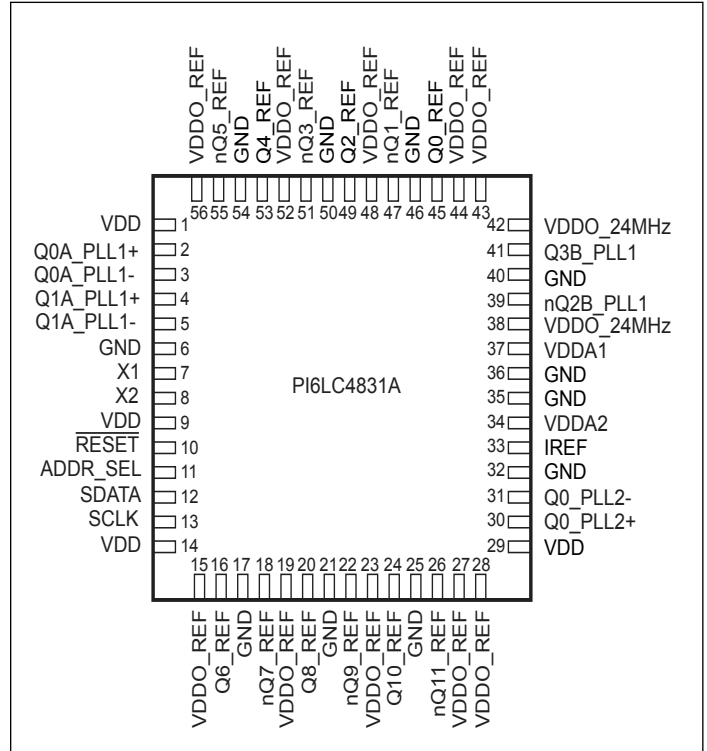 VDDO_REF
nQ5_REF
GND
Q4_REF
VDDO_REF
nQ3_REF
GND
Q2_REF
VDDO_REF
nQ1_REF
GND
Q0_REF
VDDO_REF
VDDO_REF
56 55 54 53 52 51 50 49 48 47 46 45 44 43
VDD 1
Q0A_PLL1+ 2
Q0A_PLL1- 3
Q1A_PLL1+ 4
Q1A_PLL1- 5
GND 6
X1 7
X2 8
VDD 9
RESET 10
ADDR_SEL 11
SDATA 12
SCLK 13
VDD 14
PI6LC4831A
42 VDDO_24MHz
41 Q3B_PLL1
40 GND
39 nQ2B_PLL1
38 VDDO_24MHz
37 VDDA1
36 GND
35 GND
34 VDDA2
33 IREF
32 GND
31 Q0_PLL2-
30 Q0_PLL2+
29 VDD
15 16 17 18 19 20 21 22 23 24 25 26 27 28
VDDO_REF
Q6_REF
GND
nQ7_REF
VDDO_REF
Q8_REF
GND
nQ9_REF
VDDO_REF
Q10_REF
GND
nQ11_REF
VDDO_REF
VDDO_REF